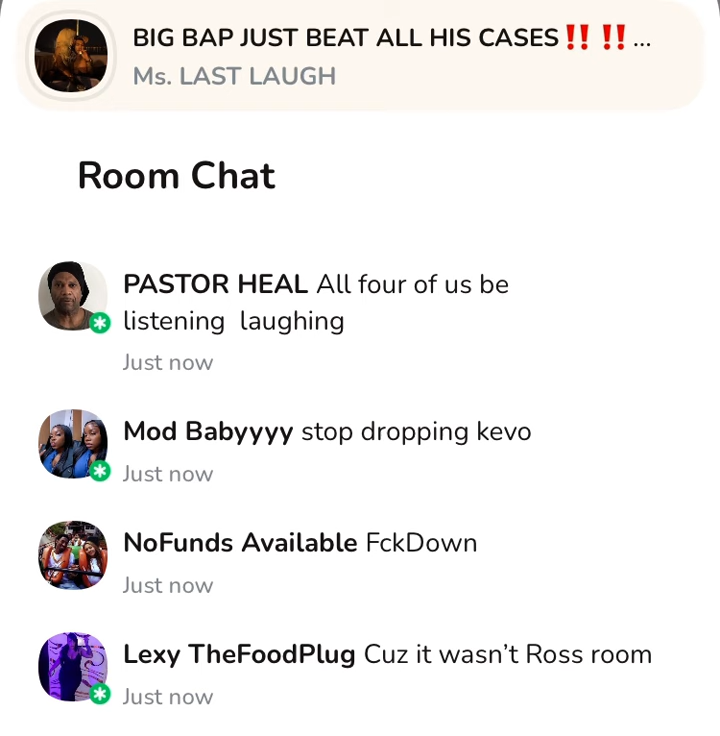 BIG BAP JUST BEAT ALL HIS CASES‼️ ‼️...
Ms. LAST LAUGH
Room Chat
PASTOR HEAL All four of us be
listening  laughing
Just now
Mod Babyyyy stop dropping kevo
Just now
NoFunds Available FckDown
Just now
Lexy TheFoodPlug Cuz it wasn’t Ross room
Just now